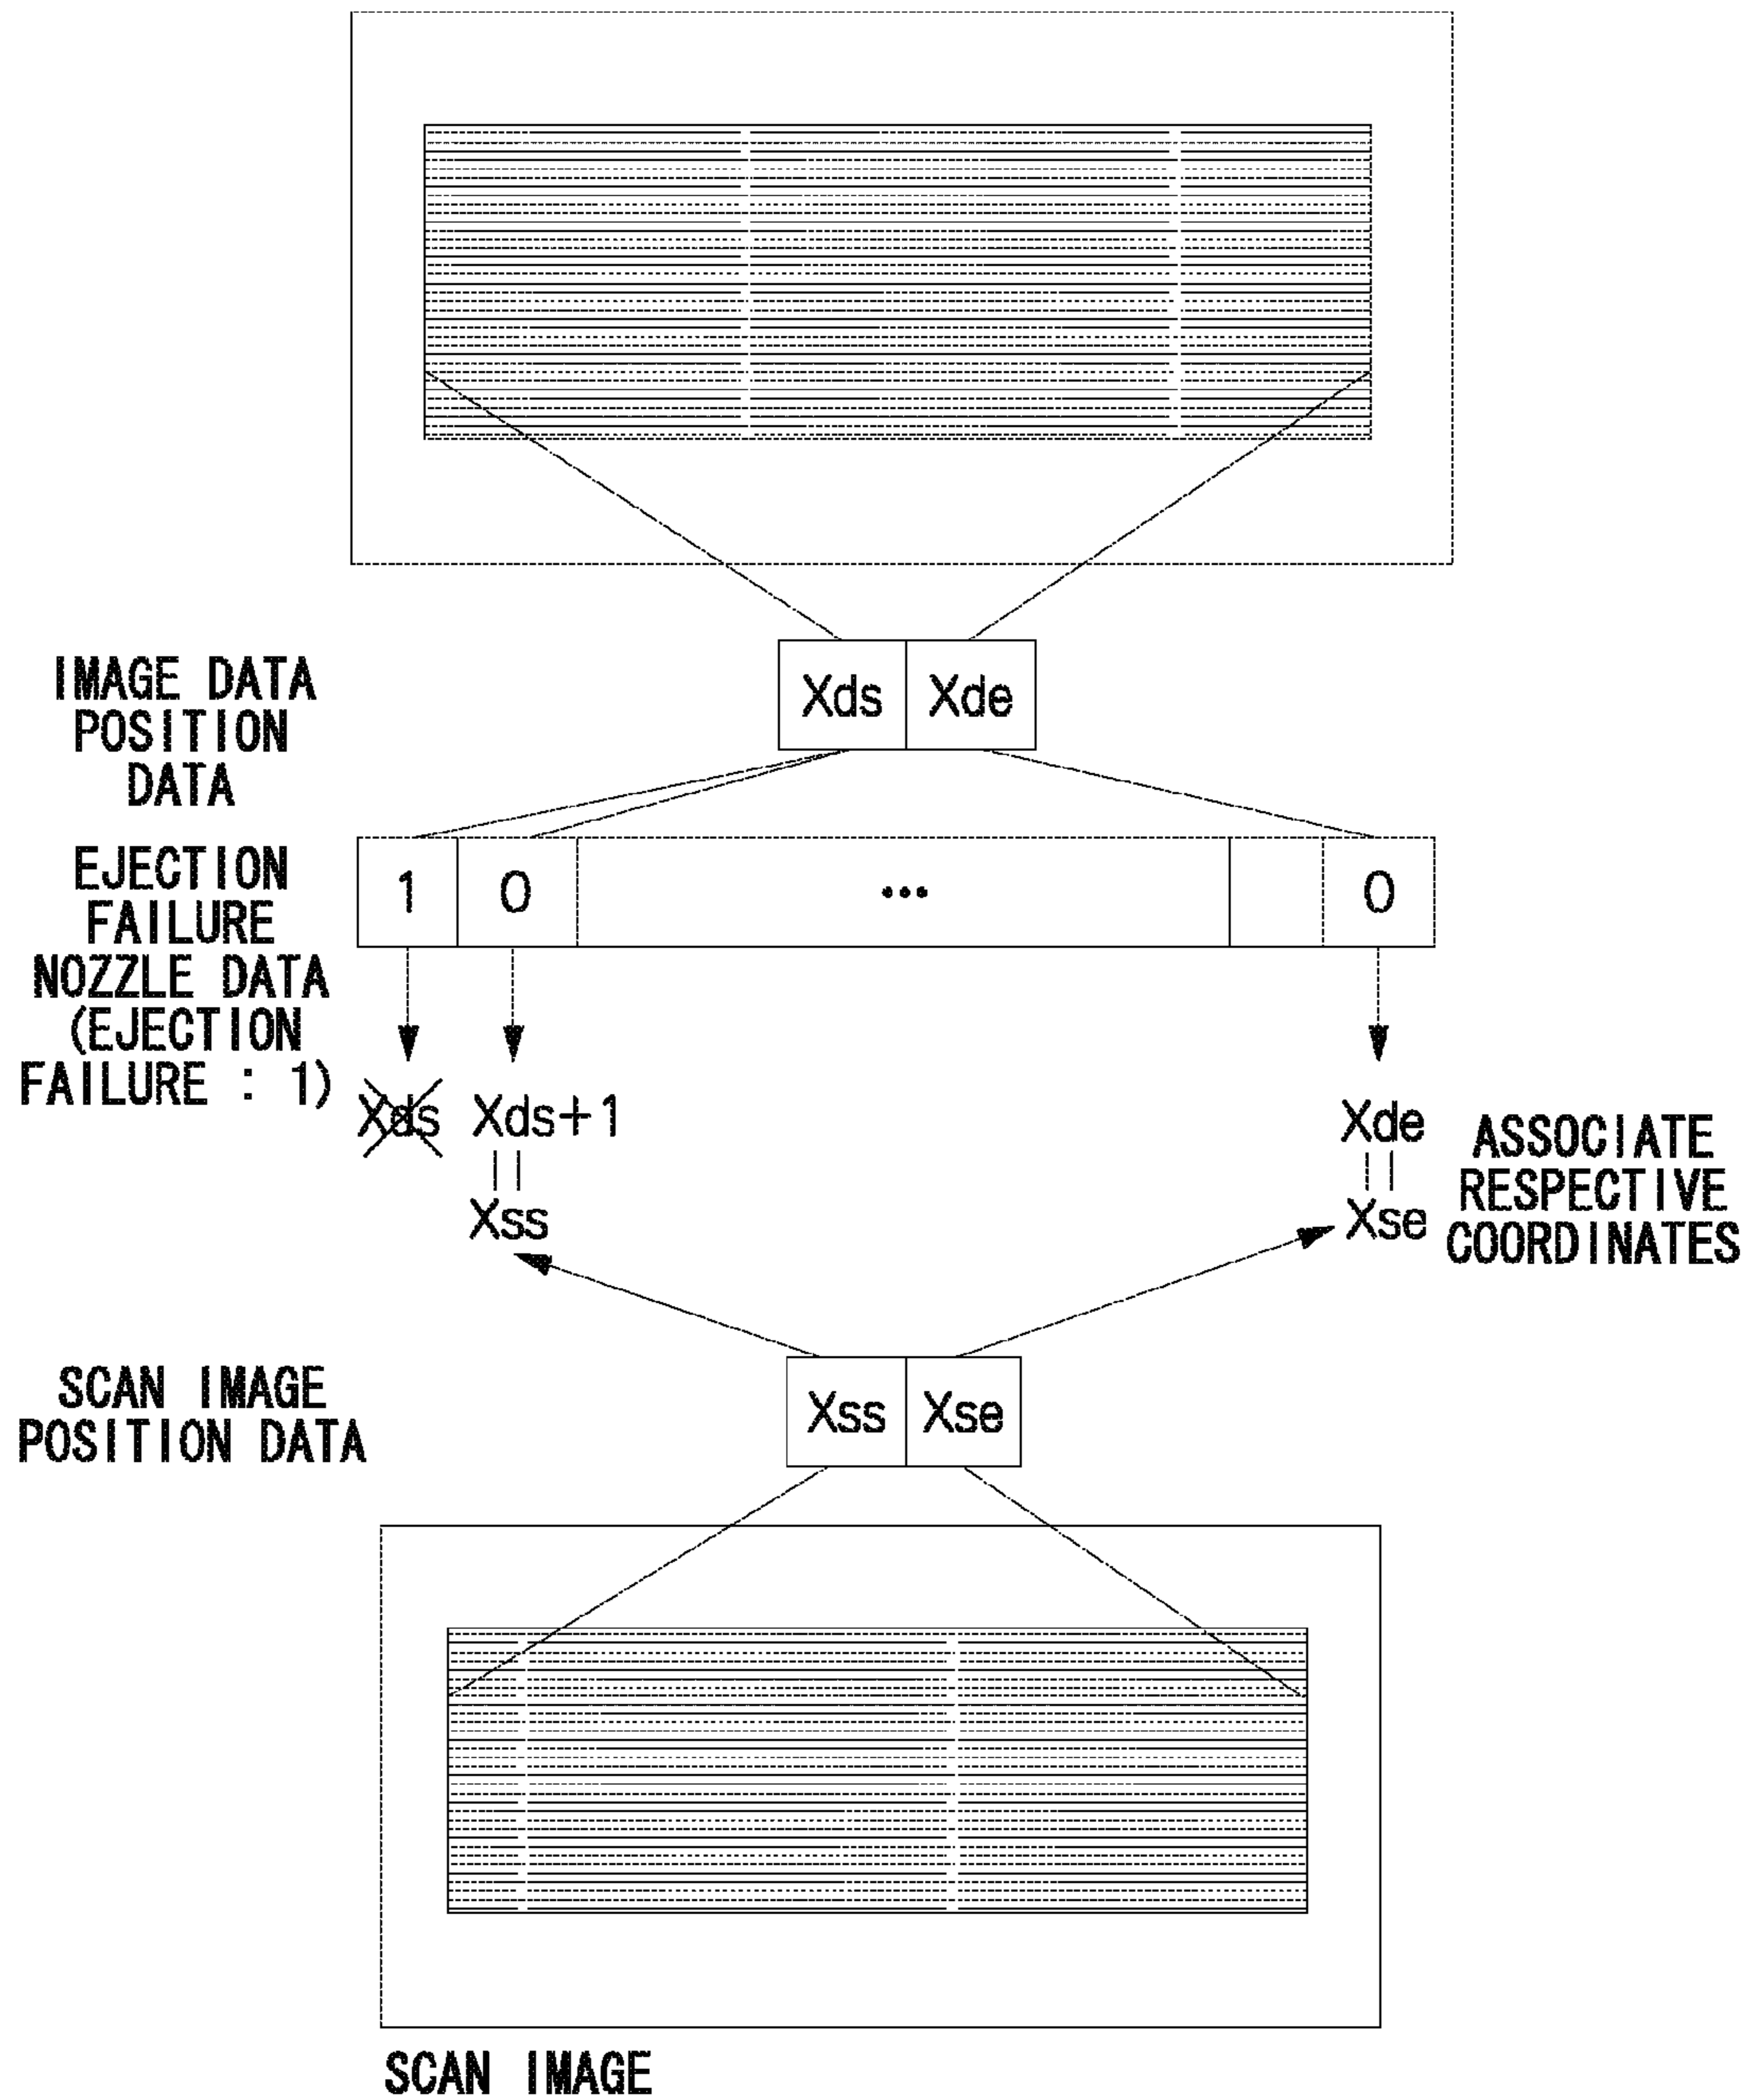 Xds Xde
IMAGE DATA
POSITION
DATA
EJECTION
FAILURE
NOZZLE DATA
(EJECTION
FAILURE : 1)
1 0 ... 0
Xds Xds+1 Xde
||  ||
Xss Xse
ASSOCIATE
RESPECTIVE
COORDINATES
SCAN IMAGE
POSITION DATA
Xss Xse
SCAN IMAGE